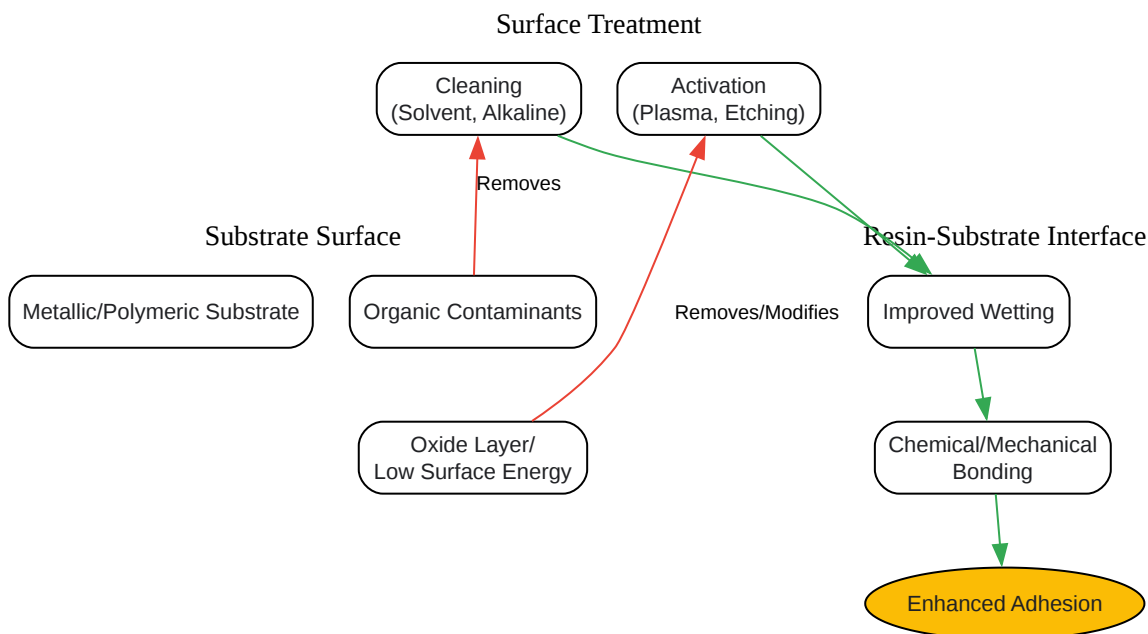 Surface Treatment
Cleaning
(Solvent, Alkaline)
Activation
(Plasma, Etching)
Removes
Substrate Surface
Resin-Substrate Interface
Metallic/Polymeric Substrate
Organic Contaminants
Removes/Modifies
Improved Wetting
Oxide Layer/
Low Surface Energy
Chemical/Mechanical
Bonding
Enhanced Adhesion